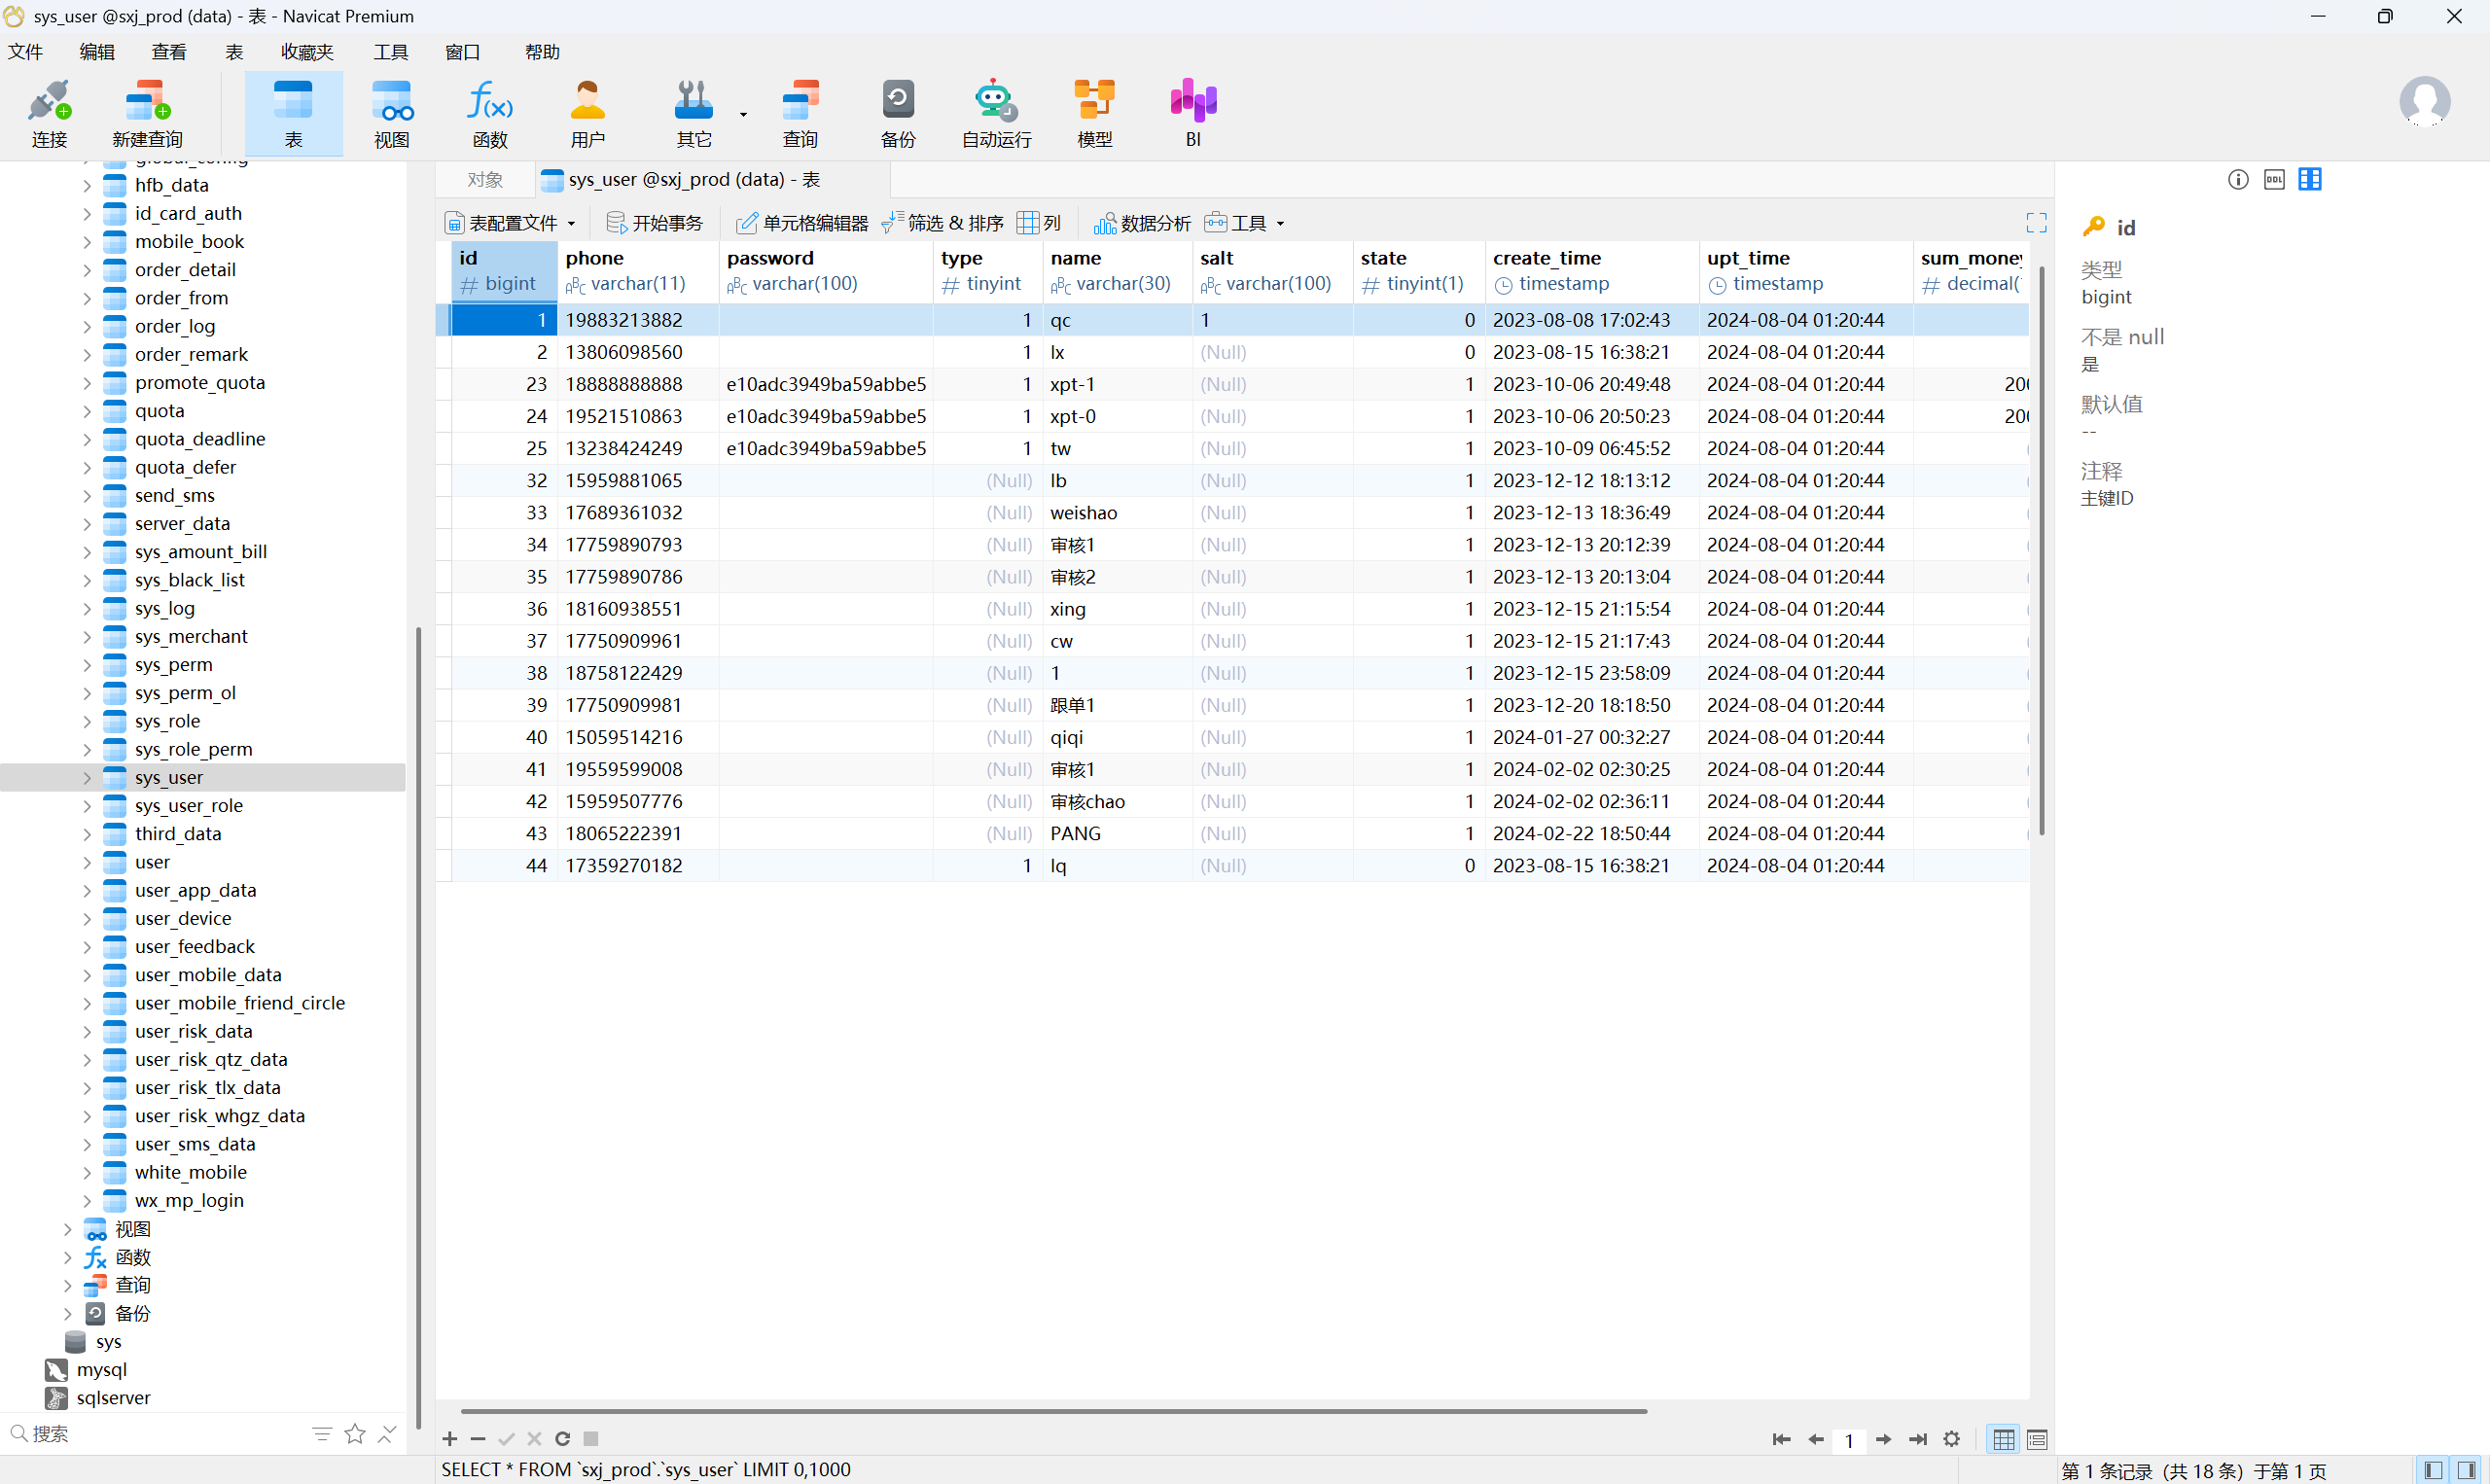 sys_user @sxj_prod (data) - 表 - Navicat Premium
文件 编辑 查看 表 收藏夹 工具 窗口 帮助
连接 新建查询 表 视图 函数 用户 其它 查询 备份 自动运行 模型 BI
global_config
hfb_data
id_card_auth
mobile_book
order_detail
order_from
order_log
order_remark
promote_quota
quota
quota_deadline
quota_defer
send_sms
server_data
sys_amount_bill
sys_black_list
sys_log
sys_merchant
sys_perm
sys_perm_ol
sys_role
sys_role_perm
sys_user
sys_user_role
third_data
user
user_app_data
user_device
user_feedback
user_mobile_data
user_mobile_friend_circle
user_risk_data
user_risk_qtz_data
user_risk_tlx_data
user_risk_whgz_data
user_sms_data
white_mobile
wx_mp_login
视图
函数
查询
备份
sys
mysql
sqlserver
搜索
对象 sys_user @sxj_prod (data) - 表
表配置文件 开始事务 单元格编辑器 筛选 & 排序 列 数据分析 工具
id phone password type name salt state create_time upt_time sum_money
# bigint ABC varchar(11) ABC varchar(100) # tinyint ABC varchar(30) ABC varchar(100) # tinyint(1) timestamp timestamp # decimal(
1 19883213882 1 qc 1 0 2023-08-08 17:02:43 2024-08-04 01:20:44
2 13806098560 1 lx (Null) 0 2023-08-15 16:38:21 2024-08-04 01:20:44
23 18888888888 e10adc3949ba59abbe5 1 xpt-1 (Null) 1 2023-10-06 20:49:48 2024-08-04 01:20:44 200
24 19521510863 e10adc3949ba59abbe5 1 xpt-0 (Null) 1 2023-10-06 20:50:23 2024-08-04 01:20:44 200
25 13238424249 e10adc3949ba59abbe5 1 tw (Null) 1 2023-10-09 06:45:52 2024-08-04 01:20:44
32 15959881065 (Null) lb (Null) 1 2023-12-12 18:13:12 2024-08-04 01:20:44
33 17689361032 (Null) weishao (Null) 1 2023-12-13 18:36:49 2024-08-04 01:20:44
34 17759890793 (Null) 审核1 (Null) 1 2023-12-13 20:12:39 2024-08-04 01:20:44
35 17759890786 (Null) 审核2 (Null) 1 2023-12-13 20:13:04 2024-08-04 01:20:44
36 18160938551 (Null) xing (Null) 1 2023-12-15 21:15:54 2024-08-04 01:20:44
37 17750909961 (Null) cw (Null) 1 2023-12-15 21:17:43 2024-08-04 01:20:44
38 18758122429 (Null) 1 (Null) 1 2023-12-15 23:58:09 2024-08-04 01:20:44
39 17750909981 (Null) 跟单1 (Null) 1 2023-12-20 18:18:50 2024-08-04 01:20:44
40 15059514216 (Null) qiqi (Null) 1 2024-01-27 00:32:27 2024-08-04 01:20:44
41 19559599008 (Null) 审核1 (Null) 1 2024-02-02 02:30:25 2024-08-04 01:20:44
42 15959507776 (Null) 审核chao (Null) 1 2024-02-02 02:36:11 2024-08-04 01:20:44
43 18065222391 (Null) PANG (Null) 1 2024-02-22 18:50:44 2024-08-04 01:20:44
44 17359270182 1 lq (Null) 0 2023-08-15 16:38:21 2024-08-04 01:20:44
DDL
id
类型
bigint
不是 null
是
默认值
--
注释
主键ID
1
SELECT * FROM `sxj_prod`.`sys_user` LIMIT 0,1000
第 1 条记录 (共 18 条) 于第 1 页